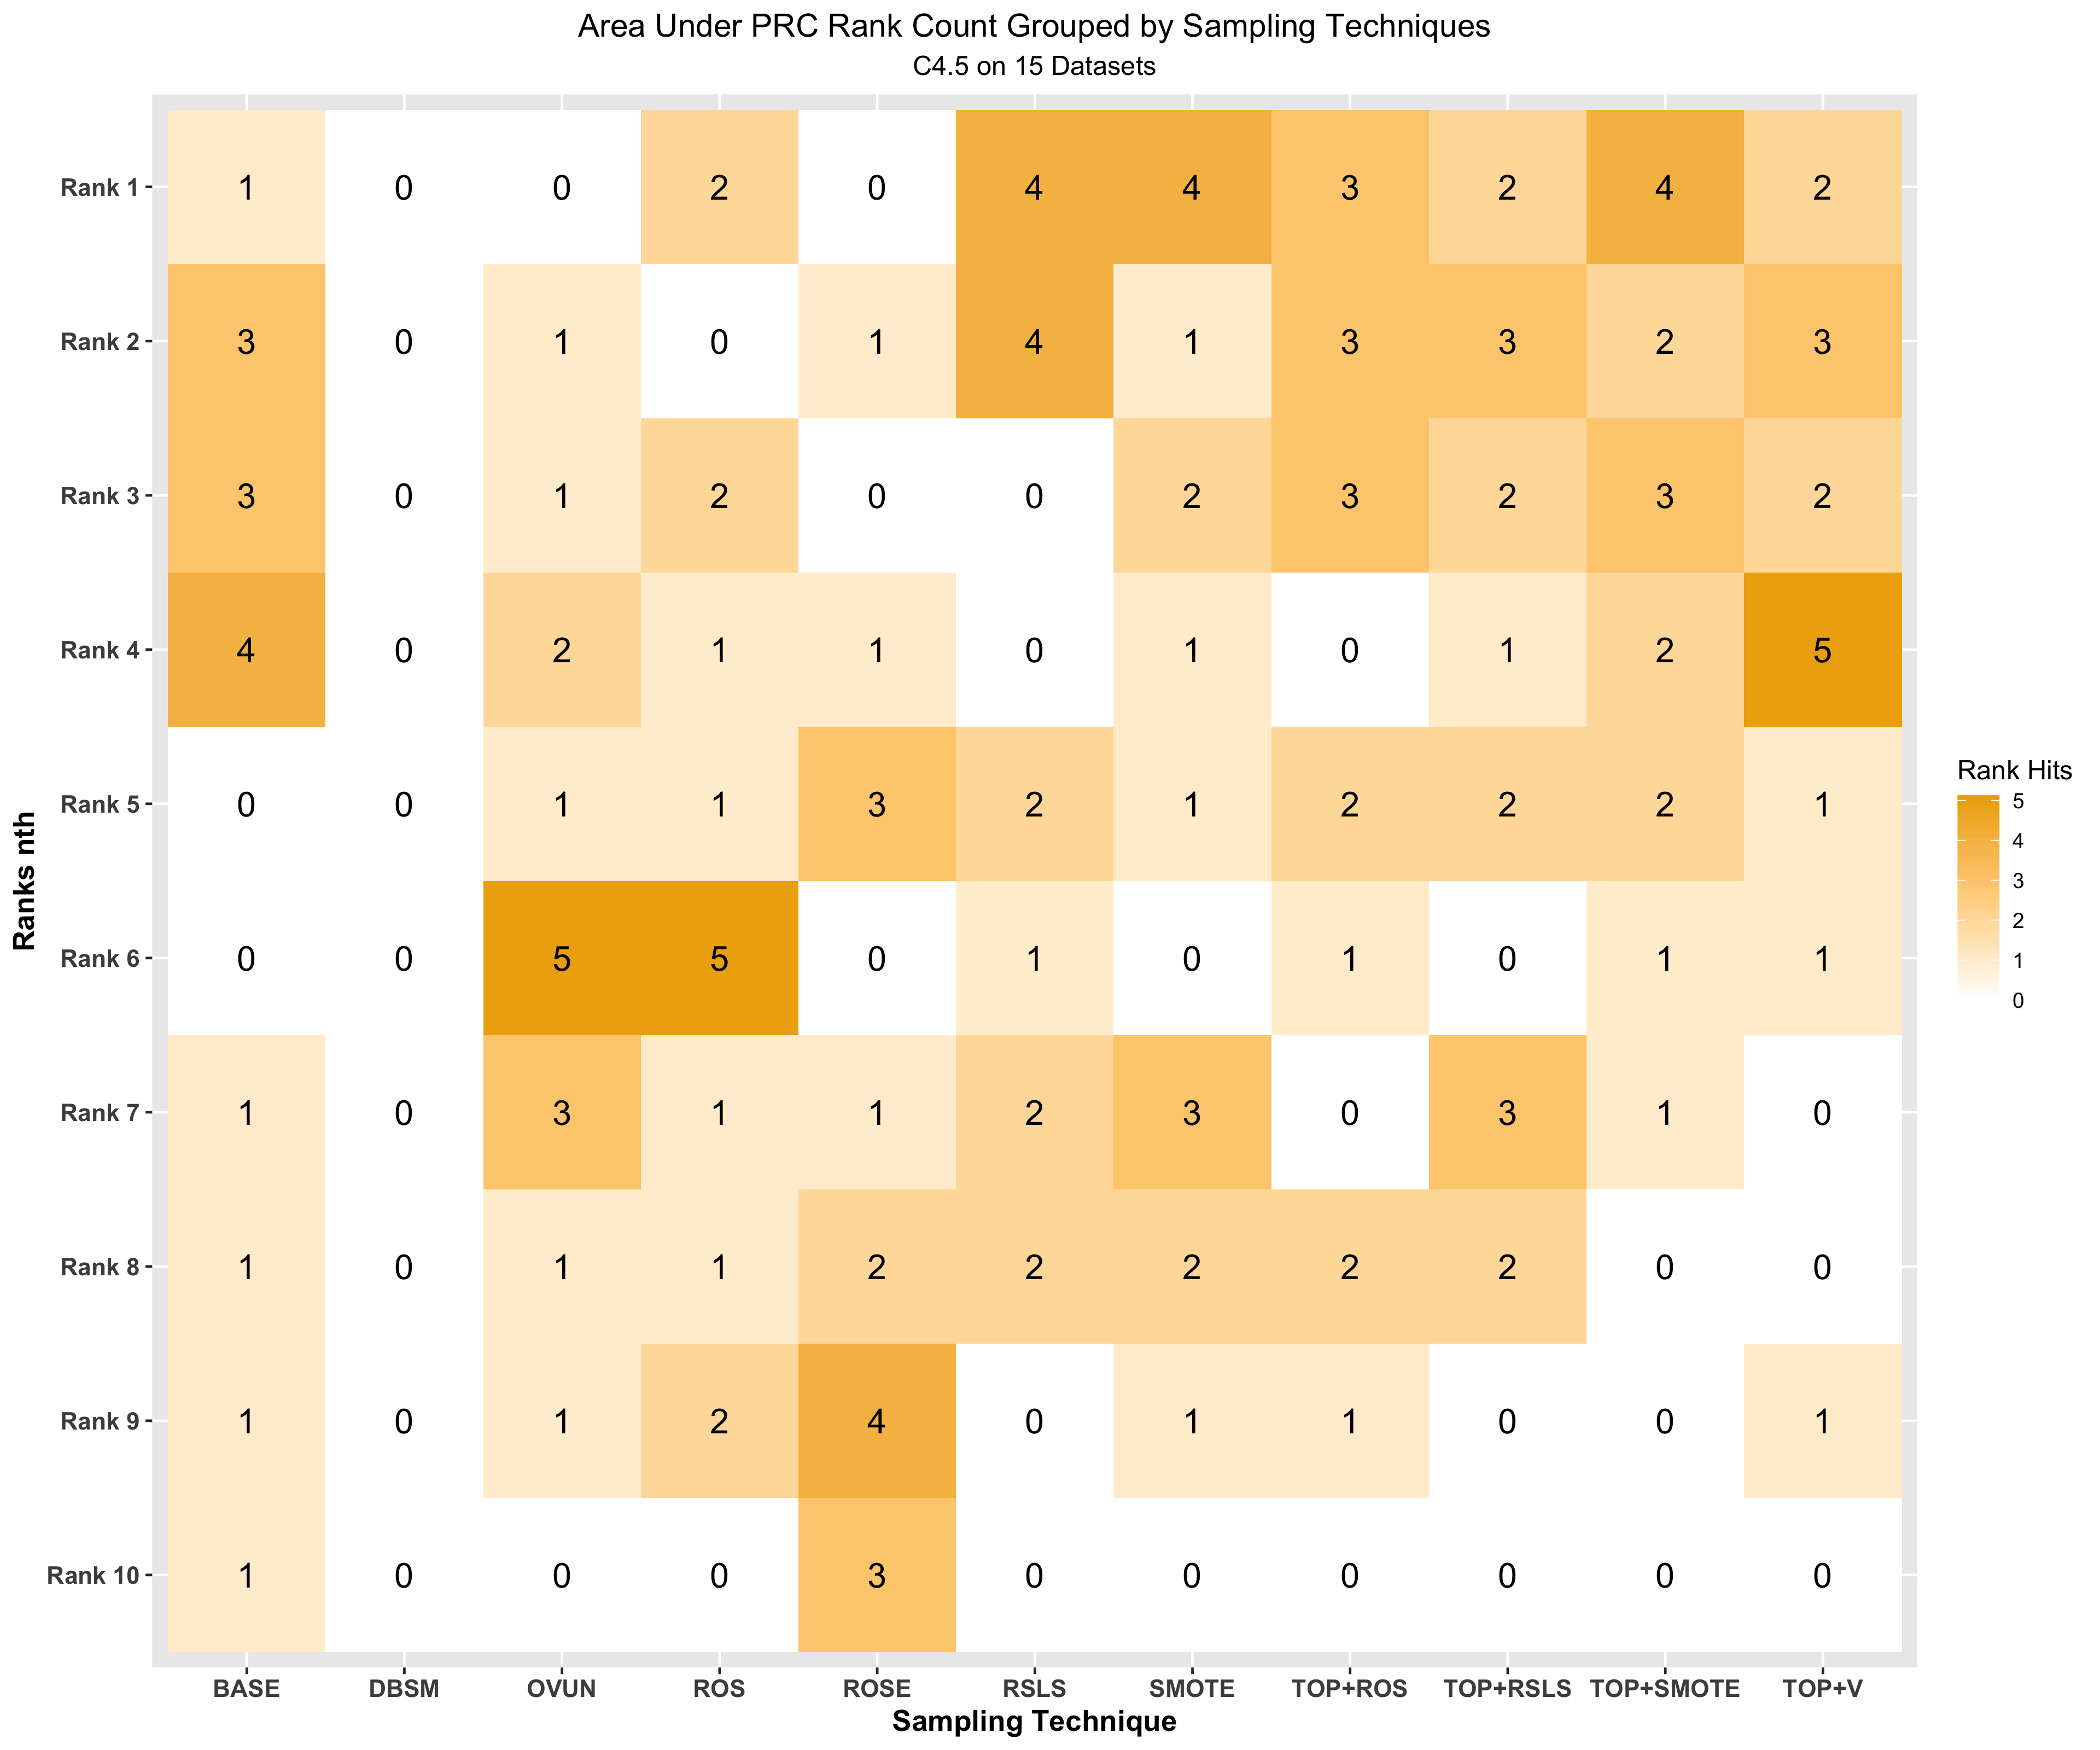 Area Under PRC Rank Count Grouped by Sampling Techniques
C4.5 on 15 Datasets
Rank 1 1 0 0 2 0 4 4 3 2 4 2
Rank 2 3 0 1 0 1 4 1 3 3 2 3
Rank 3 3 0 1 2 0 0 2 3 2 3 2
Rank 4 4 0 2 1 1 0 1 0 1 2 5
Rank 5 0 0 1 1 3 2 1 2 2 2 1
Rank 6 0 0 5 5 0 1 0 1 0 1 1
Rank 7 1 0 3 1 1 2 3 0 3 1 0
Rank 8 1 0 1 1 2 2 2 2 2 0 0
Rank 9 1 0 1 2 4 0 1 1 0 0 1
Rank 10 1 0 0 0 3 0 0 0 0 0 0
BASE DBSM OVUN ROS ROSE RSLS SMOTE TOP+ROS TOP+RSLS TOP+SMOTE TOP+V
Sampling Technique
Ranks nth
Rank Hits
5
4
3
2
1
0